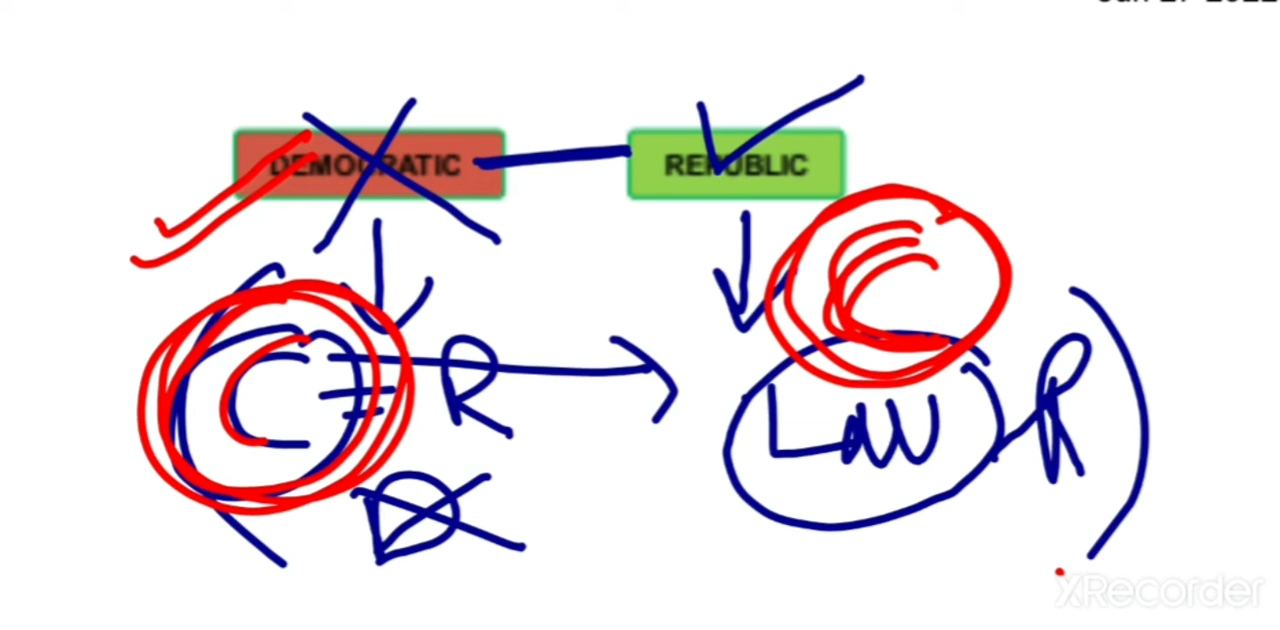 DEMOCRATIC REPUBLIC
C = R C
LAW R
D
XRecorder